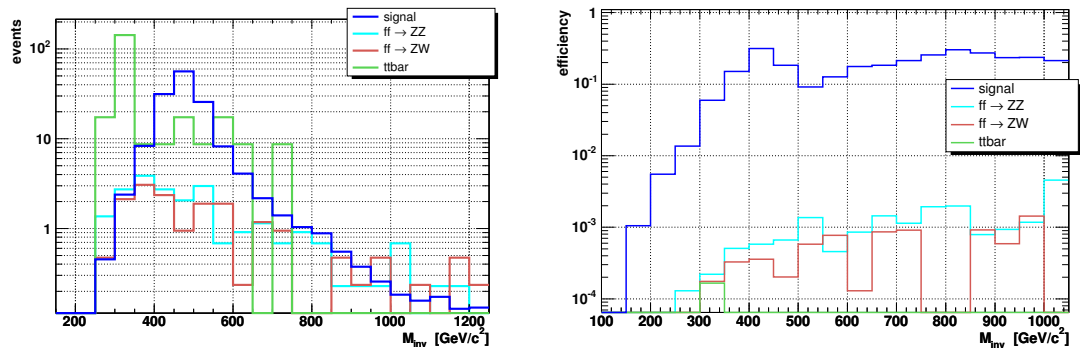 events
10²
10
1
signal
ff → ZZ
ff → ZW
ttbar
200 400 600 800 1000 1200
M_inv [GeV/c²]
efficiency
1
10⁻¹
10⁻²
10⁻³
10⁻⁴
signal
ff → ZZ
ff → ZW
ttbar
100 200 300 400 500 600 700 800 900 1000
M_inv [GeV/c²]